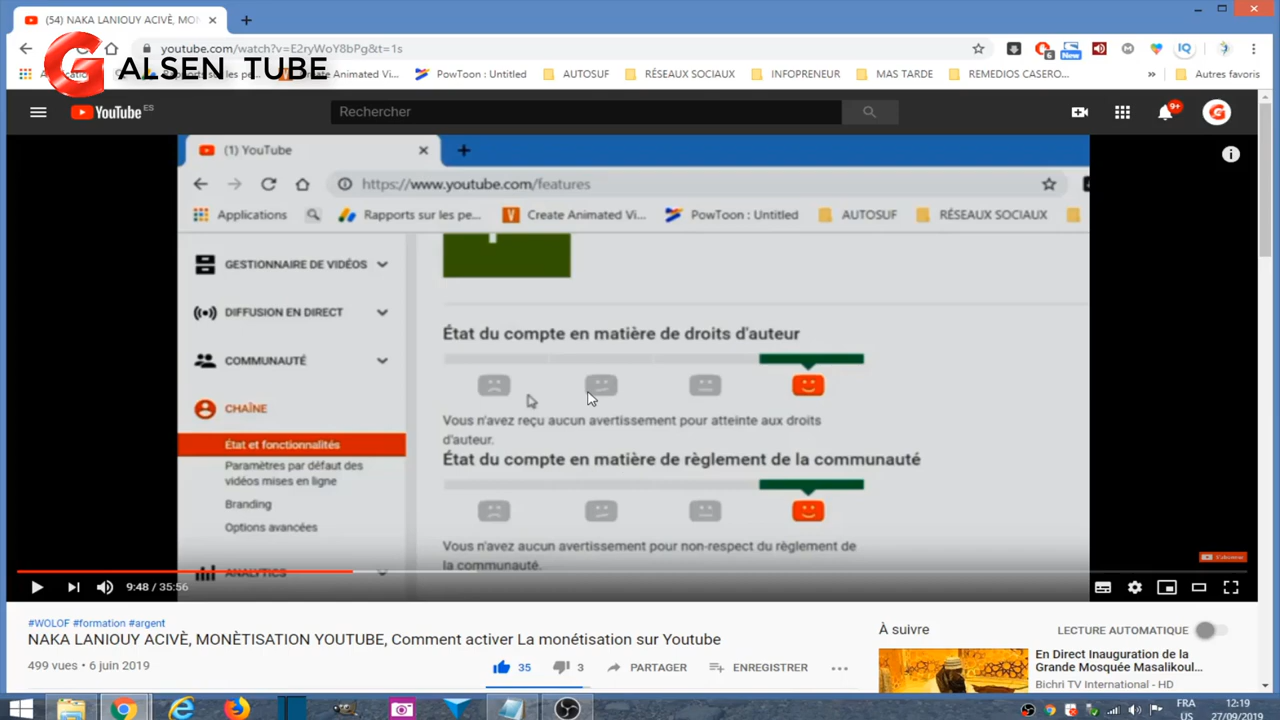 (54) NAKA LANIOUY ACIVÈ, MON
youtube.com/watch?v=E2ryWoY8bPg&t=1s
6
New
IQ
GALSEN TUBE
Create Animated Vi...
PowToon : Untitled
AUTOSUF
RÉSEAUX SOCIAUX
INFOPRENEUR
MAS TARDE
REMEDIOS CASERO...
»
Autres favoris
YouTube ES
Rechercher
9+
(1) YouTube
https://www.youtube.com/features
Applications
Rapports sur les pe...
Create Animated Vi...
PowToon : Untitled
AUTOSUF
RÉSEAUX SOCIAUX
GESTIONNAIRE DE VIDÉOS
DIFFUSION EN DIRECT
COMMUNAUTÉ
CHAÎNE
État et fonctionnalités
Paramètres par défaut des
vidéos mises en ligne
Branding
Options avancées
ANALYTICS
État du compte en matière de droits d'auteur
Vous n'avez reçu aucun avertissement pour atteinte aux droits
d'auteur.
État du compte en matière de règlement de la communauté
Vous n'avez aucun avertissement pour non-respect du règlement de
la communauté.
9:48 / 35:56
#WOLOF #formation #argent
NAKA LANIOUY ACIVÈ, MONÈTISATION YOUTUBE, Comment activer La monétisation sur Youtube
499 vues • 6 juin 2019
35
3
PARTAGER
ENREGISTRER
À suivre
LECTURE AUTOMATIQUE
En Direct Inauguration de la
Grande Mosquée Masalikoul...
Bichri TV International - HD
FRA
US
12:19
27/09/2019